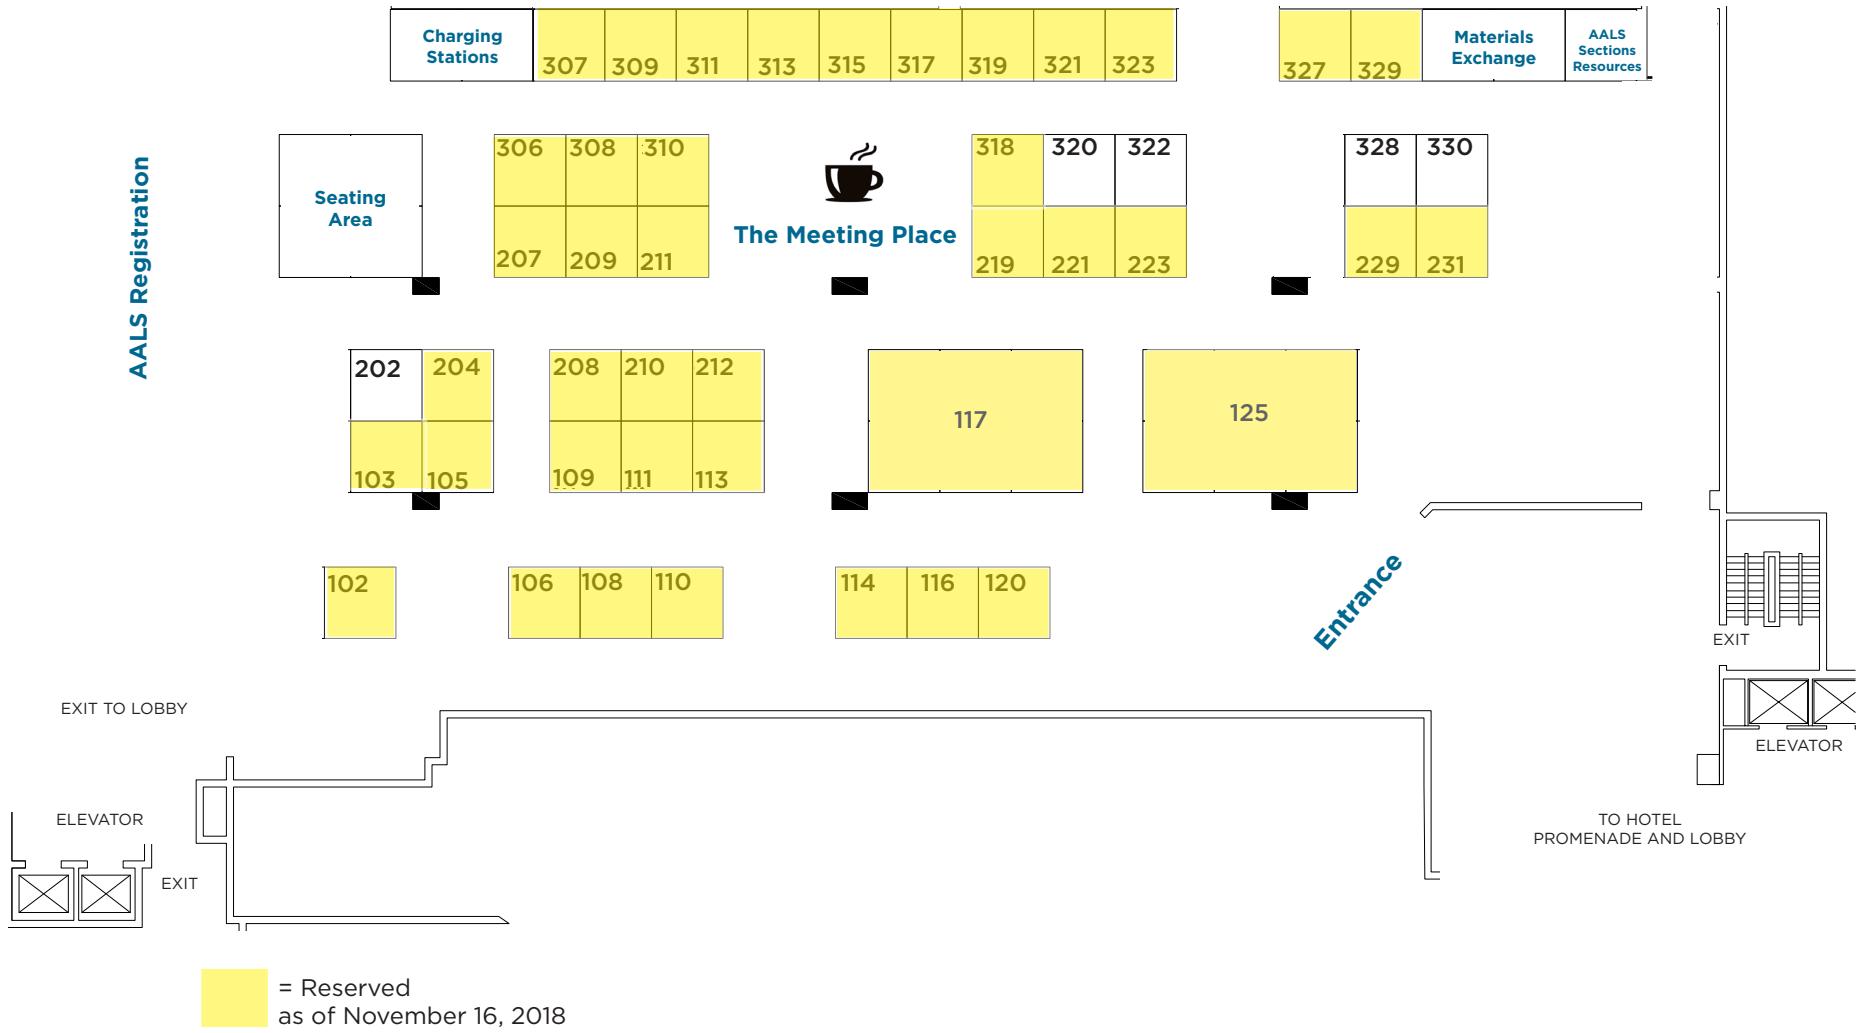 Charging
Stations
307 309 311 313 315 317 319 321 323
327 329
Materials
Exchange
AALS
Sections
Resources
AALS Registration
Seating
Area
306 308 310
207 209 211
The Meeting Place
318 320 322
219 221 223
328 330
229 231
202 204
103 105
208 210 212
109 111 113
117
125
102
106 108 110
114 116 120
Entrance
EXIT
ELEVATOR
EXIT TO LOBBY
ELEVATOR
EXIT
TO HOTEL
PROMENADE AND LOBBY
= Reserved
as of November 16, 2018